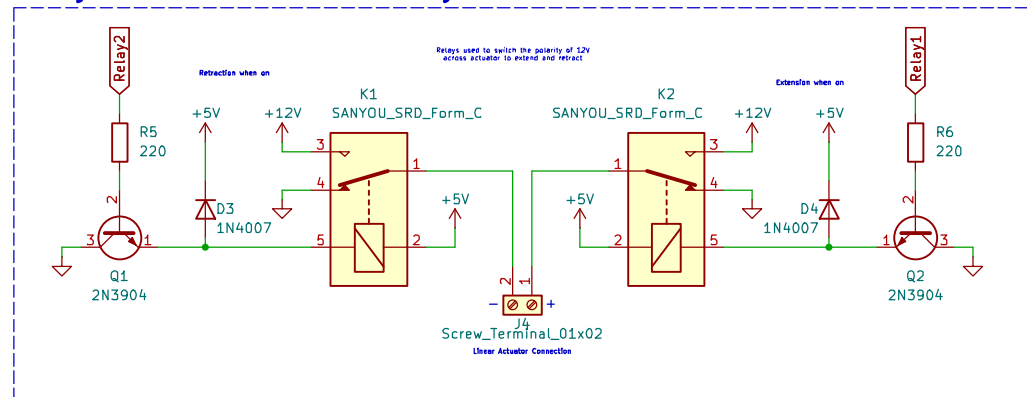 Relay2
Relay1
Relays used to switch the polarity of 12V
across actuator to extend and retract
Retraction when on
Extension when on
K1
SANYOU_SRD_Form_C
K2
SANYOU_SRD_Form_C
+5V
+12V
+12V
+5V
R5
220
R6
220
3
1
4
1
3
4
+5V
+5V
2
D3
1N4007
D4
1N4007
2
3
1
5
2
2
5
1
3
Q1
2N3904
Q2
2N3904
2
1
-
+
J4
Screw_Terminal_01x02
Linear Actuator Connection